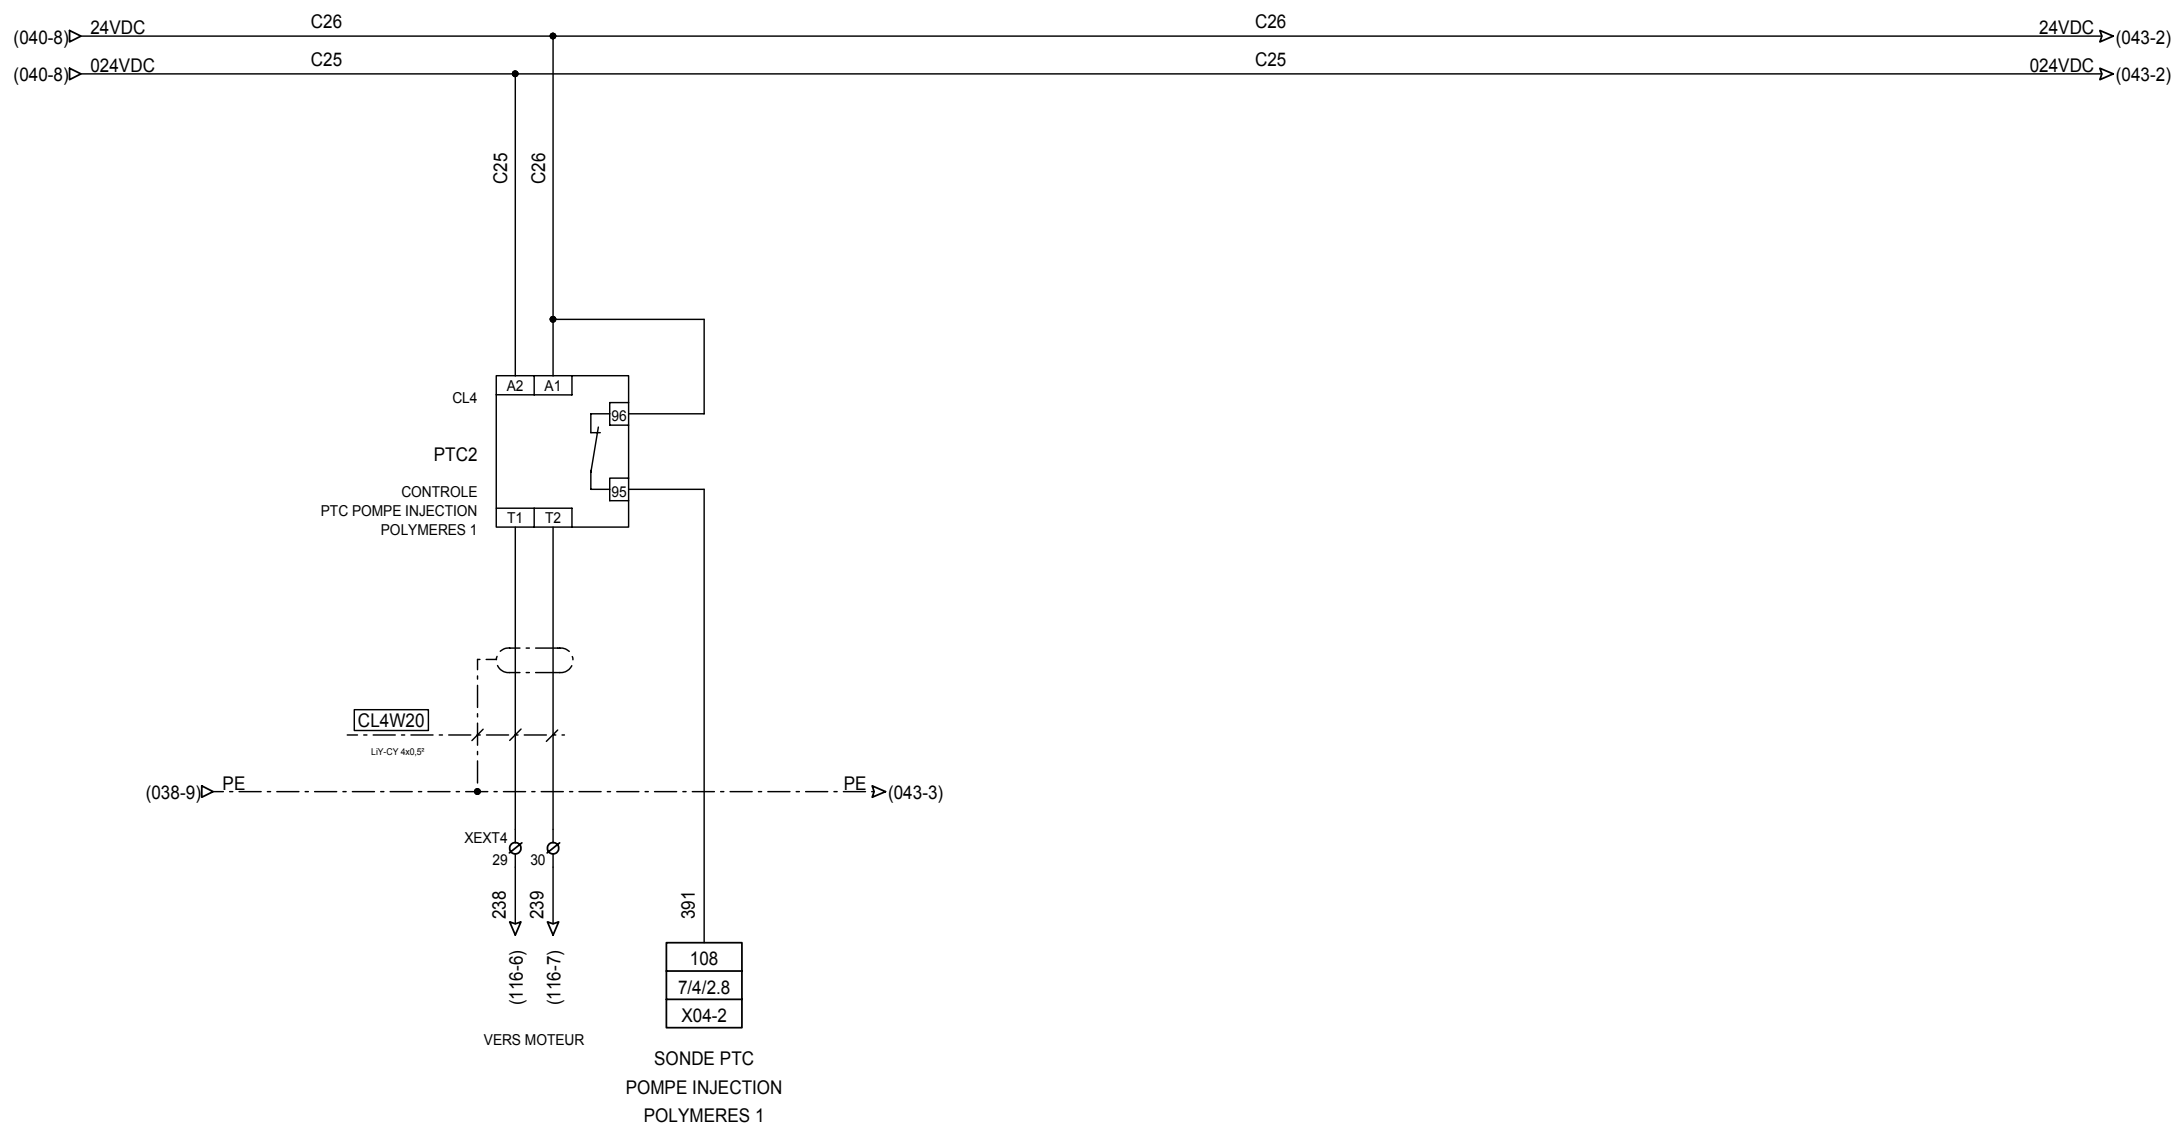 (040-8) 24VDC C26 C26 24VDC (043-2)
(040-8) 024VDC C25 C25 024VDC (043-2)
C25 C26
A2 A1
CL4
96
PTC2
CONTROLE
PTC POMPE INJECTION
POLYMERES 1
95
T1 T2
CL4W20
LiY-CY 4x0,5²
(038-9) PE PE (043-3)
XEXT4
29 30
238 239 391
(116-6) (116-7)
108
7/4/2.8
X04-2
VERS MOTEUR
SONDE PTC
POMPE INJECTION
POLYMERES 1